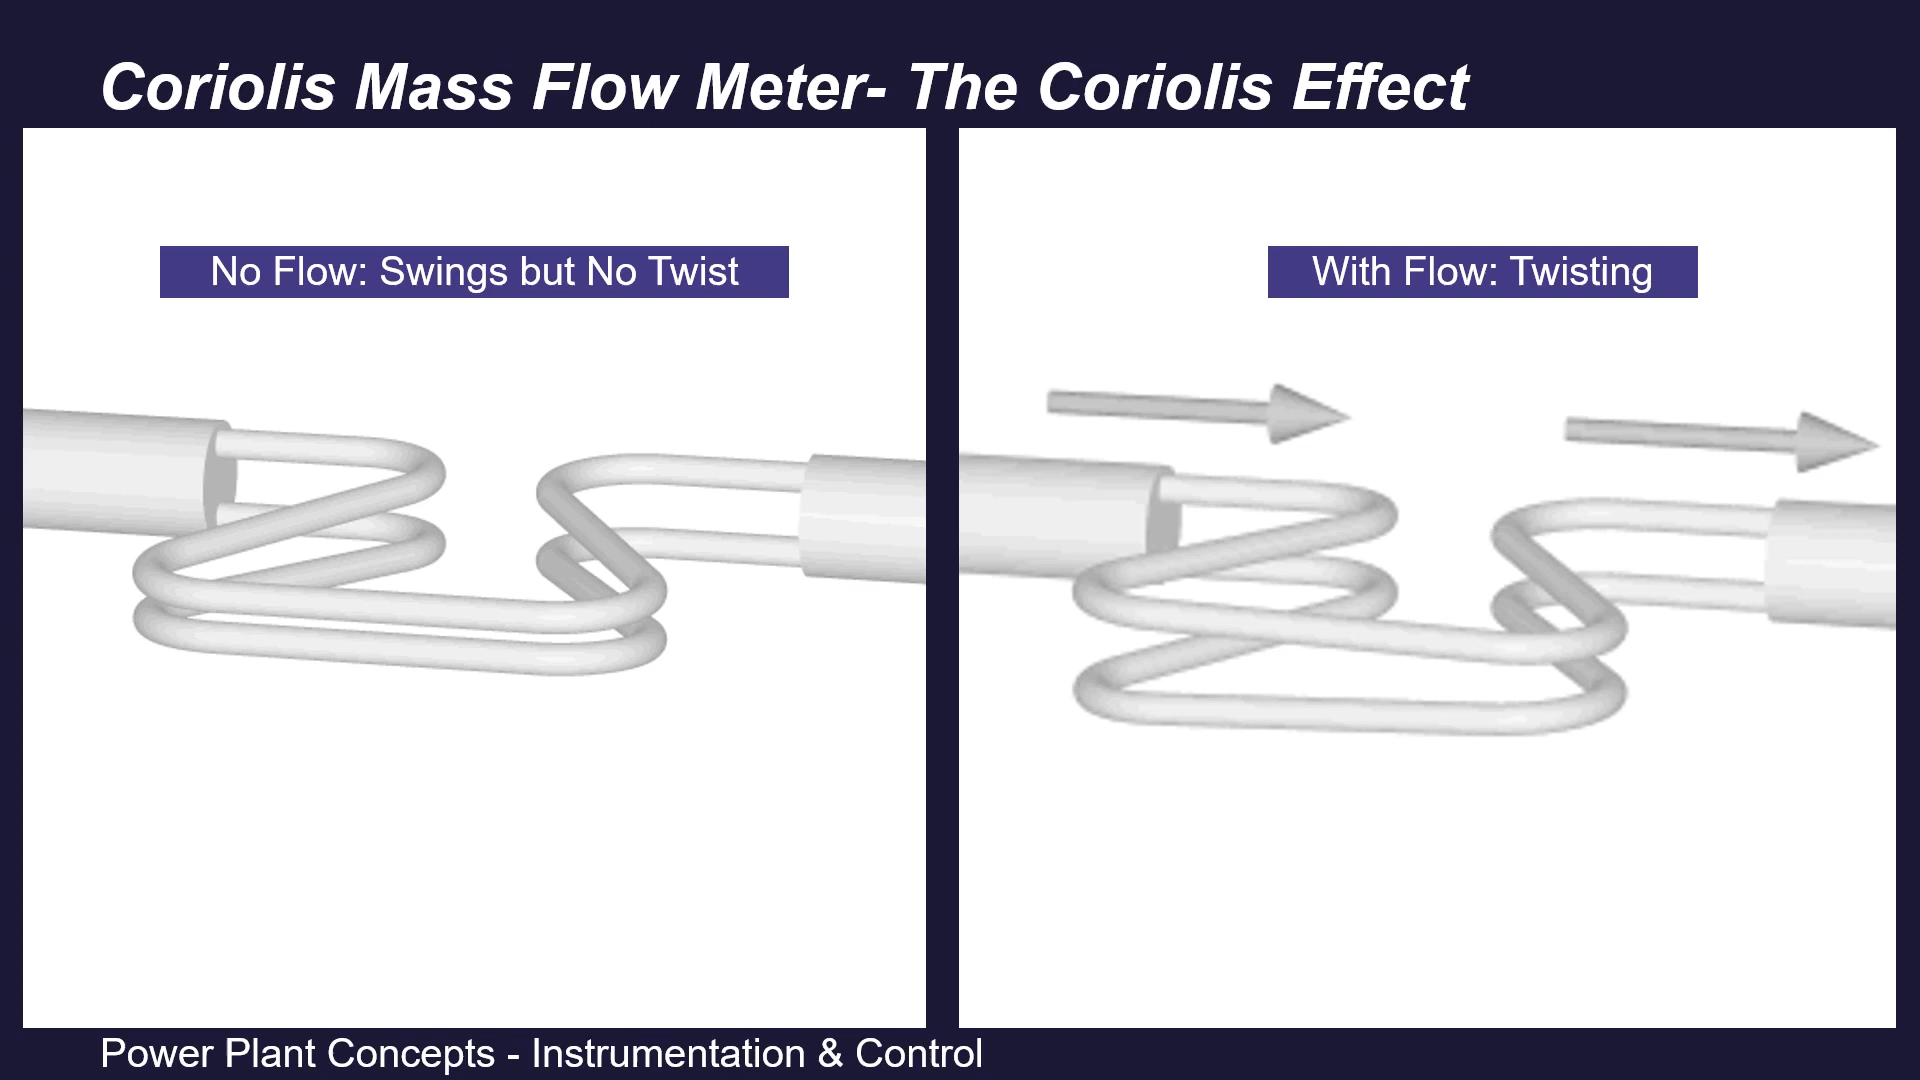 Coriolis Mass Flow Meter- The Coriolis Effect
No Flow: Swings but No Twist
With Flow: Twisting
Power Plant Concepts - Instrumentation & Control